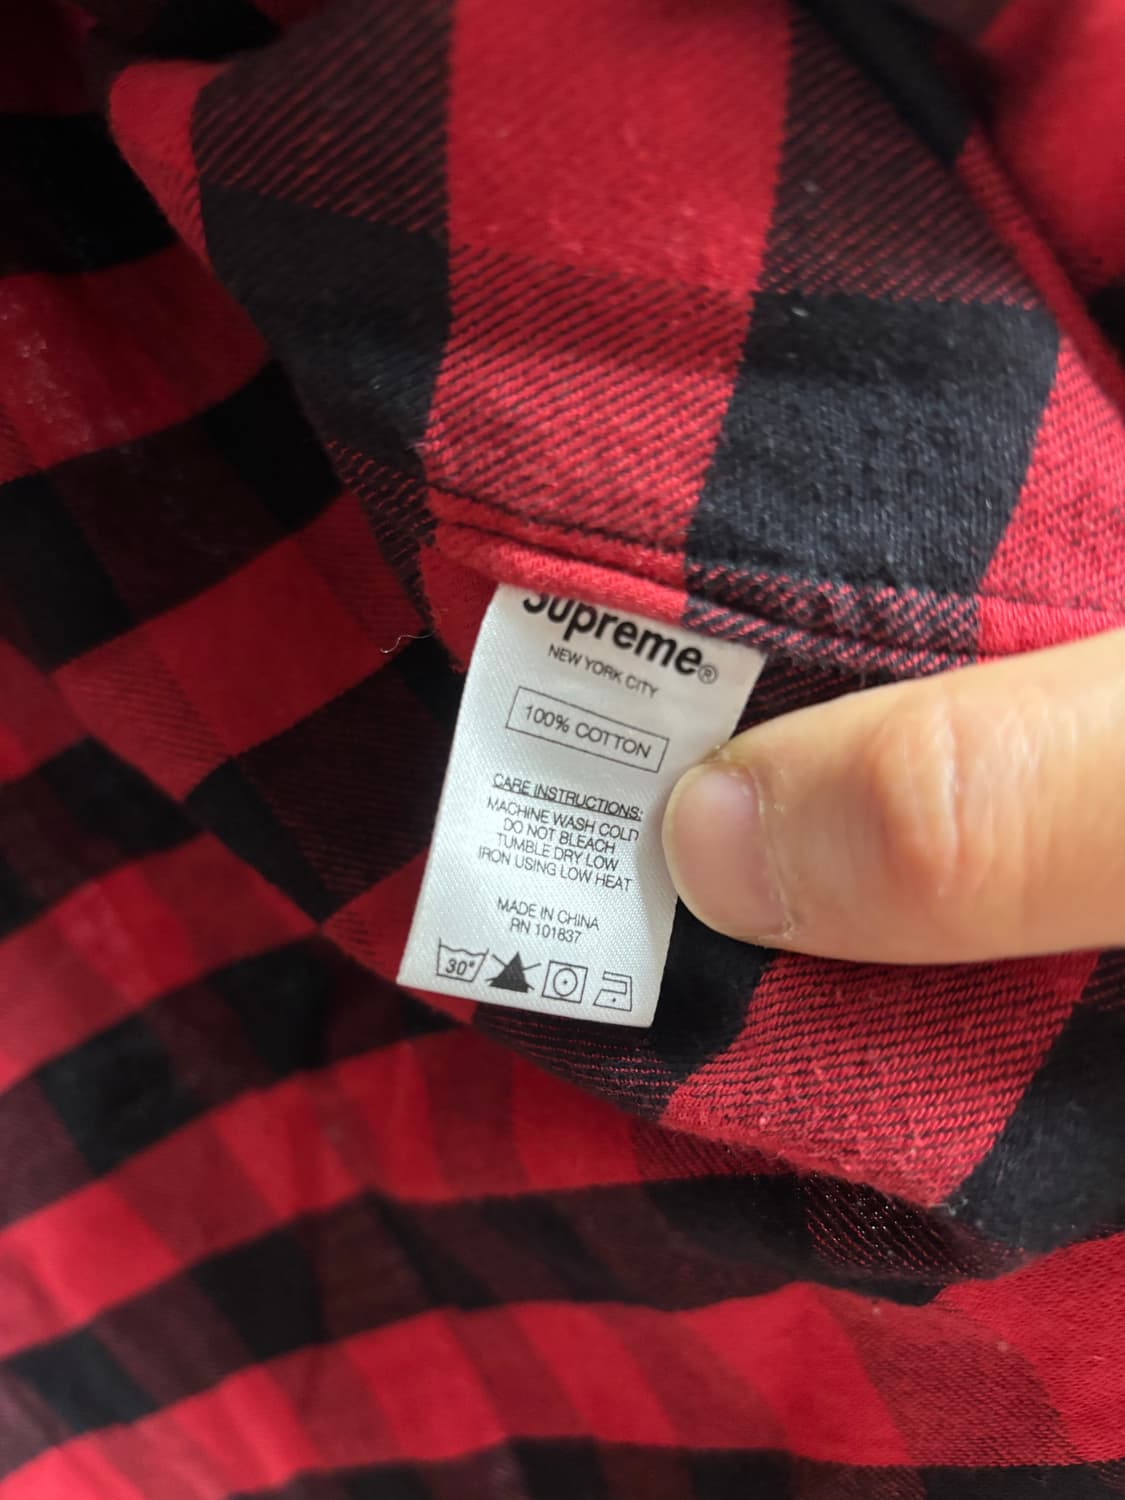 Supreme®
NEW YORK CITY
100% COTTON
CARE INSTRUCTIONS:
MACHINE WASH COLD
DO NOT BLEACH
TUMBLE DRY LOW
IRON USING LOW HEAT
MADE IN CHINA
RN 101837
30°